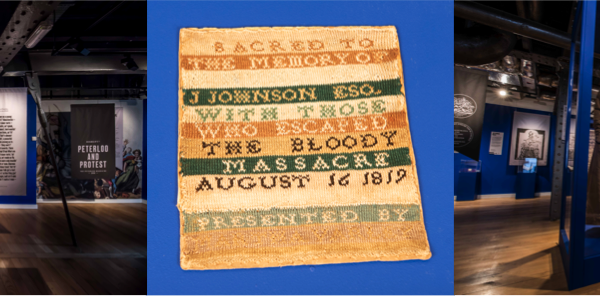 PETERLOO
AND
PROTEST
SACRED TO
THE MEMORY OF
J JOHNSON ESQ.
WITH THOSE
WHO ESCAPED
THE BLOODY
MASSACRE
AUGUST 16 1819
PRESENTED BY